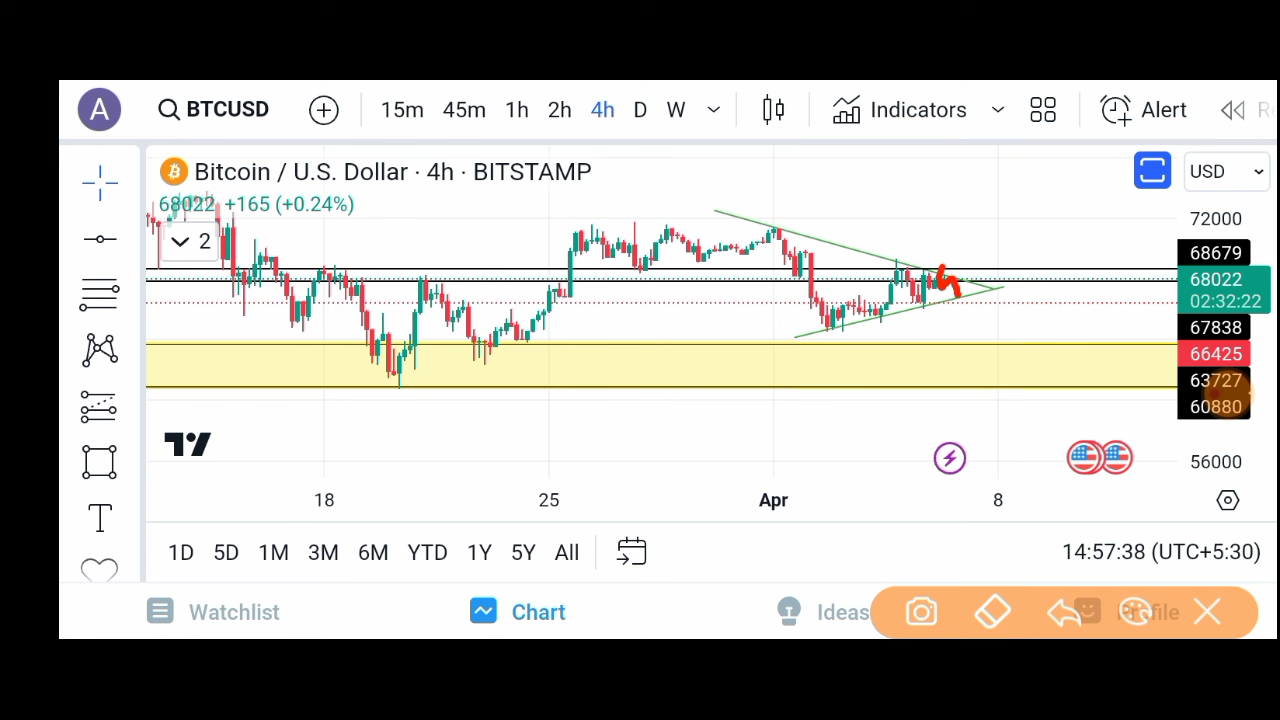 A BTCUSD 15m 45m 1h 2h 4h D W Indicators Alert
Bitcoin / U.S. Dollar · 4h · BITSTAMP USD
68022 +165 (+0.24%)
2
72000
68679
68022
02:32:22
67838
66425
63727
60880
56000
18 25 Apr 8
1D 5D 1M 3M 6M YTD 1Y 5Y All 14:57:38 (UTC+5:30)
T
Watchlist Chart Ideas Profile